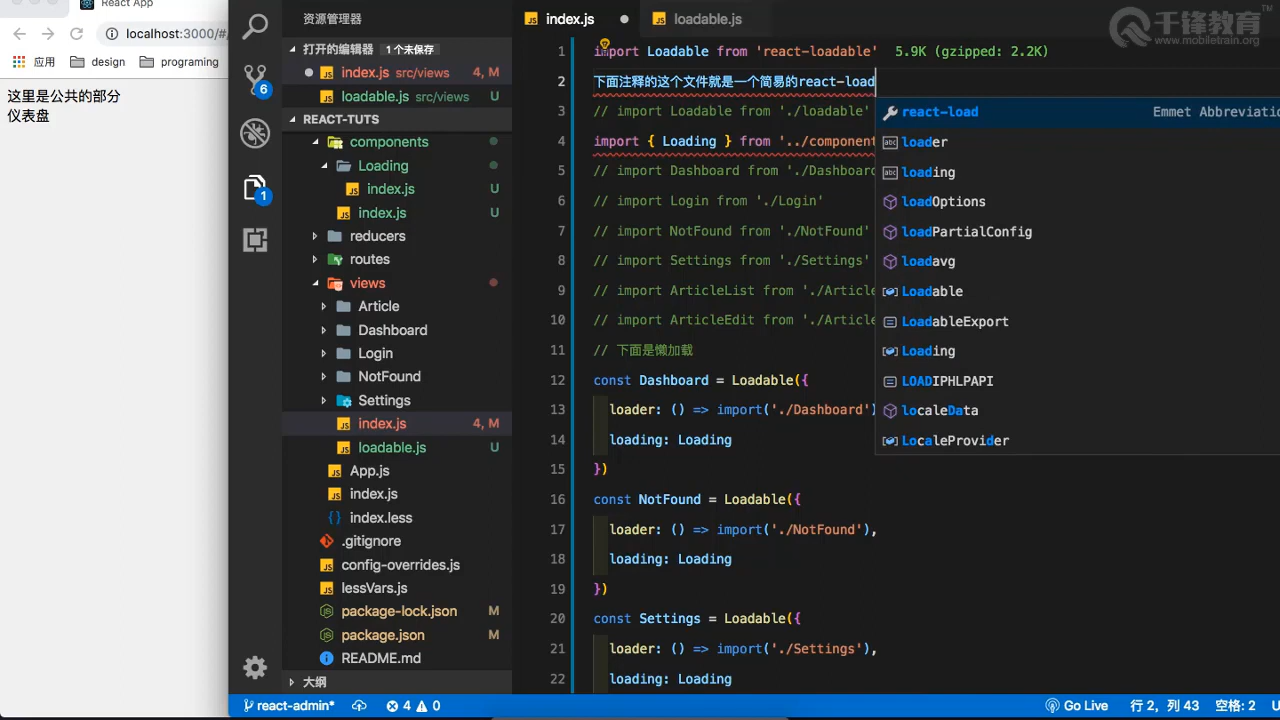 React App
localhost:3000/#/
应用 design programing
这里是公共的部分
仪表盘
资源管理器
打开的编辑器 1 个未保存
index.js src/views 4, M
loadable.js src/views U
REACT-TUTS
components
Loading
index.js U
index.js U
reducers
routes
views
Article
Dashboard
Login
NotFound
Settings
index.js 4, M
loadable.js U
App.js
index.js
index.less
.gitignore
config-overrides.js
lessVars.js
package-lock.json M
package.json M
README.md
大纲
6
1
index.js
loadable.js
千锋教育
www.mobiletrain.org
1 import Loadable from 'react-loadable' 5.9K (gzipped: 2.2K)
2 下面注释的这个文件就是一个简易的react-load
3 // import Loadable from './loadable'
4 import { Loading } from '../component
5 // import Dashboard from './Dashboard
6 // import Login from './Login'
7 // import NotFound from './NotFound'
8 // import Settings from './Settings'
9 // import ArticleList from './Article
10 // import ArticleEdit from './Article
11 // 下面是懒加载
12 const Dashboard = Loadable({
13 loader: () => import('./Dashboard')
14 loading: Loading
15 })
16 const NotFound = Loadable({
17 loader: () => import('./NotFound'),
18 loading: Loading
19 })
20 const Settings = Loadable({
21 loader: () => import('./Settings'),
22 loading: Loading
react-load Emmet Abbreviatio
loader
loading
loadOptions
loadPartialConfig
loadavg
Loadable
LoadableExport
Loading
LOADIPHLPAPI
localeData
LocaleProvider
react-admin* 4 0 Go Live 行 2, 列 43 空格: 2